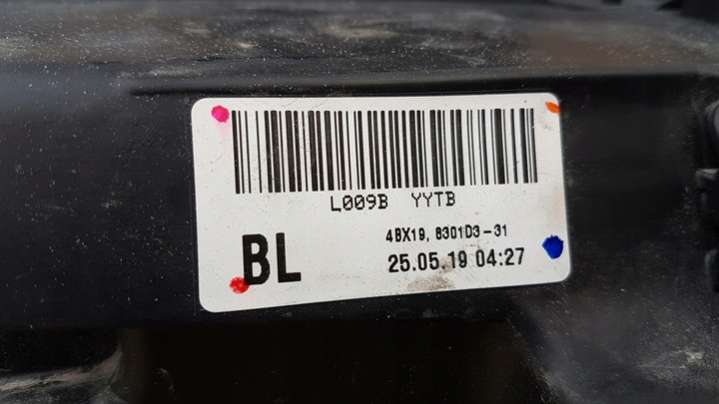 L009B YYTB
4BX19, 8301D3-31
BL
25.05.19 04:27